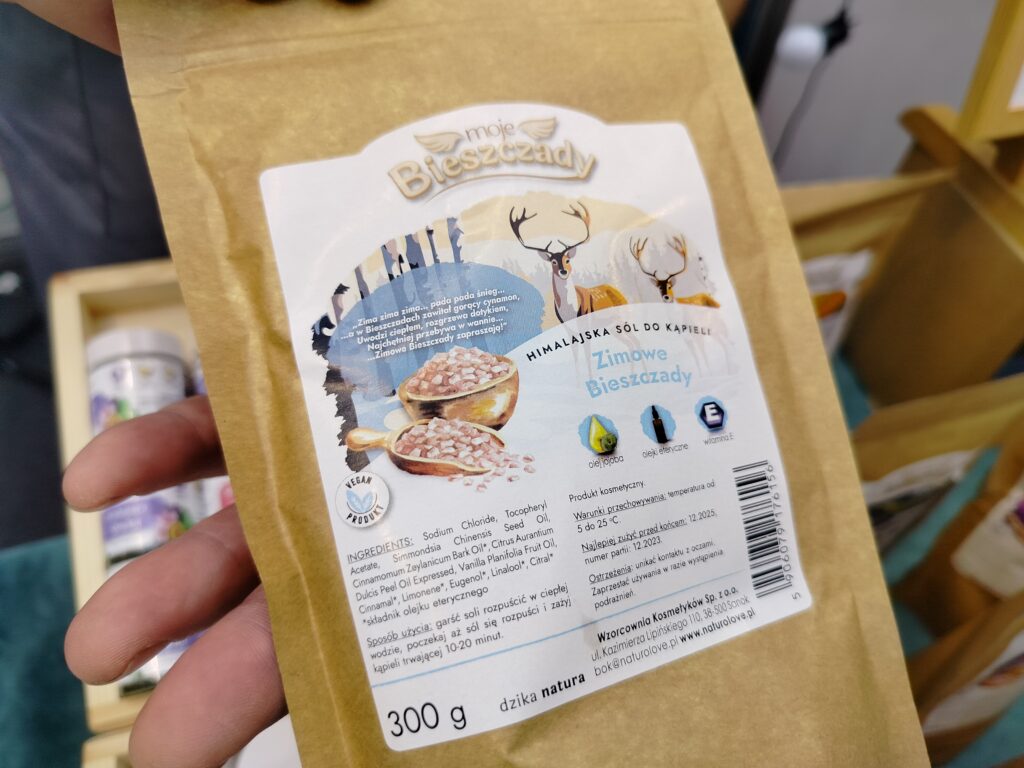 moje
Bieszczady
„Zima zima zima... pada pada śnieg...
...a w Bieszczadach zawitał gorący cynamon,
Uwodzi ciepłem, rozgrzewa dotykiem,
Najchętniej przebywa w wannie...
...Zimowe Bieszczady zapraszają!"
HIMALAJSKA SÓL DO KĄPIELI
Zimowe
Bieszczady
olej jojoba
olejki eteryczne
E
witamina E
VEGAN
PRODUKT
INGREDIENTS: Sodium Chloride, Tocopheryl
Acetate, Simmondsia Chinensis Seed Oil,
Cinnamomum Zeylanicum Bark Oil*, Citrus Aurantium
Dulcis Peel Oil Expressed, Vanilla Planifolia Fruit Oil,
Cinnamal*, Limonene*, Eugenol*, Linalool*, Citral*
*składnik olejku eterycznego
Sposób użycia: garść soli rozpuścić w ciepłej
wodzie, poczekaj aż sól się rozpuści i zażyj
kąpieli trwającej 10-20 minut.
Produkt kosmetyczny.
Warunki przechowywania: temperatura od
5 do 25 °C
Najlepiej zużyć przed końcem: 12.2025,
numer partii: 12.2023.
Ostrzeżenia: unikać kontaktu z oczami.
Zaprzestać używania w razie wystąpienia
podrażnień.
5 906079 176156
Wzorcownia Kosmetyków Sp. z o.o.
ul. Kazimierza Lipińskiego 110, 38-500 Sanok
bok@naturolove.pl www.naturolove.pl
300 g
dzika natura